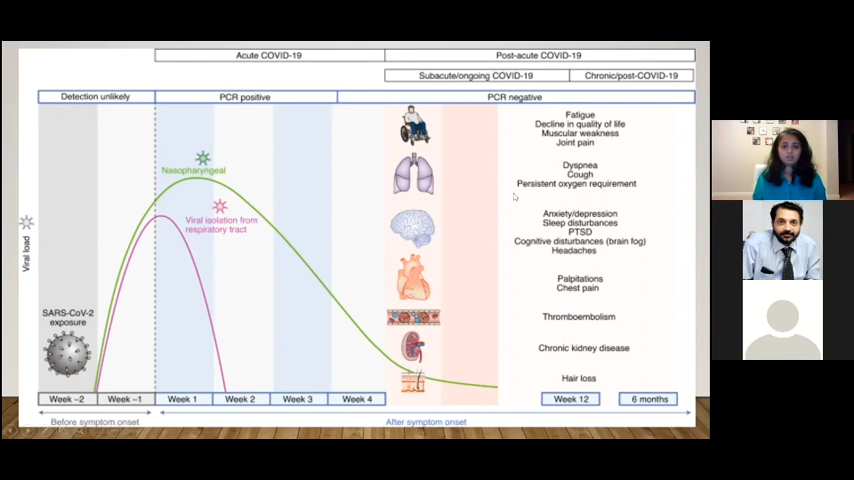 Acute COVID-19
Post-acute COVID-19
Subacute/ongoing COVID-19
Chronic/post-COVID-19
Detection unlikely
PCR positive
PCR negative
Nasopharyngeal
Viral isolation from
respiratory tract
Viral load
SARS-CoV-2
exposure
Fatigue
Decline in quality of life
Muscular weakness
Joint pain
Dyspnea
Cough
Persistent oxygen requirement
Anxiety/depression
Sleep disturbances
PTSD
Cognitive disturbances (brain fog)
Headaches
Palpitations
Chest pain
Thromboembolism
Chronic kidney disease
Hair loss
Week –2
Week –1
Week 1
Week 2
Week 3
Week 4
Week 12
6 months
Before symptom onset
After symptom onset